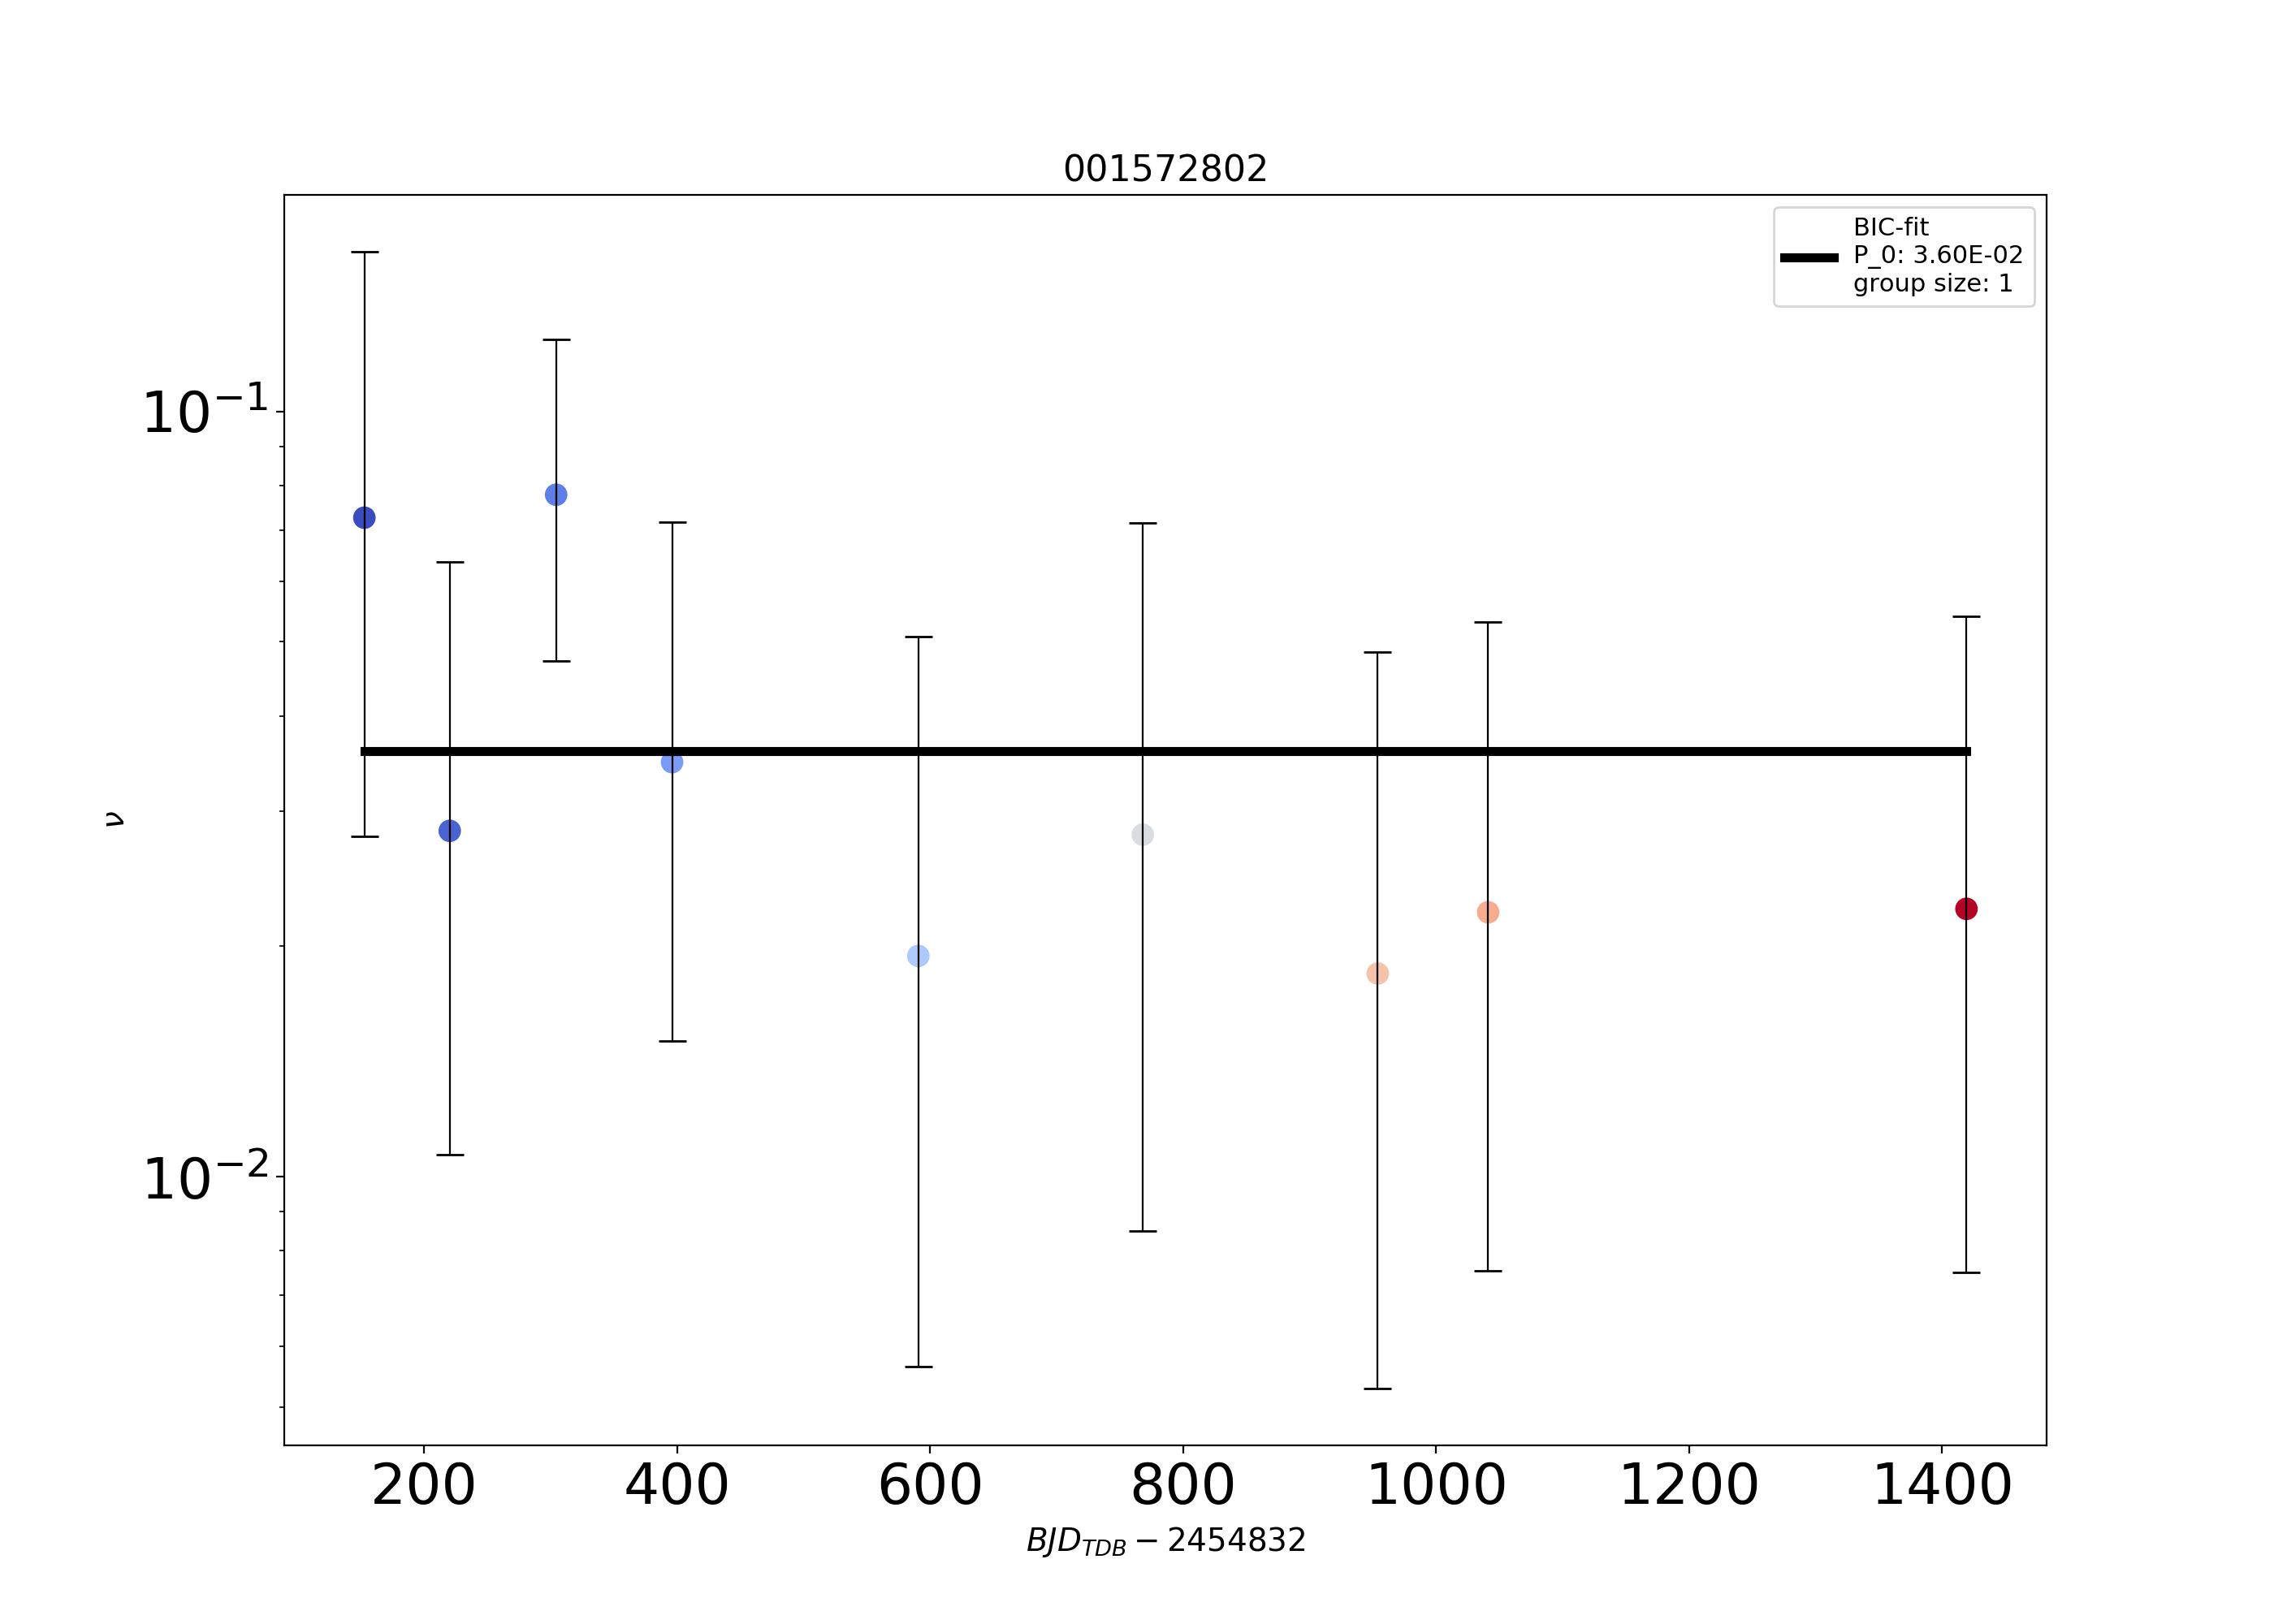 001572802
BIC-fit
P_0: 3.60E-02
group size: 1
10⁻¹
ν
10⁻²
200 400 600 800 1000 1200 1400
BJD_TDB − 2454832